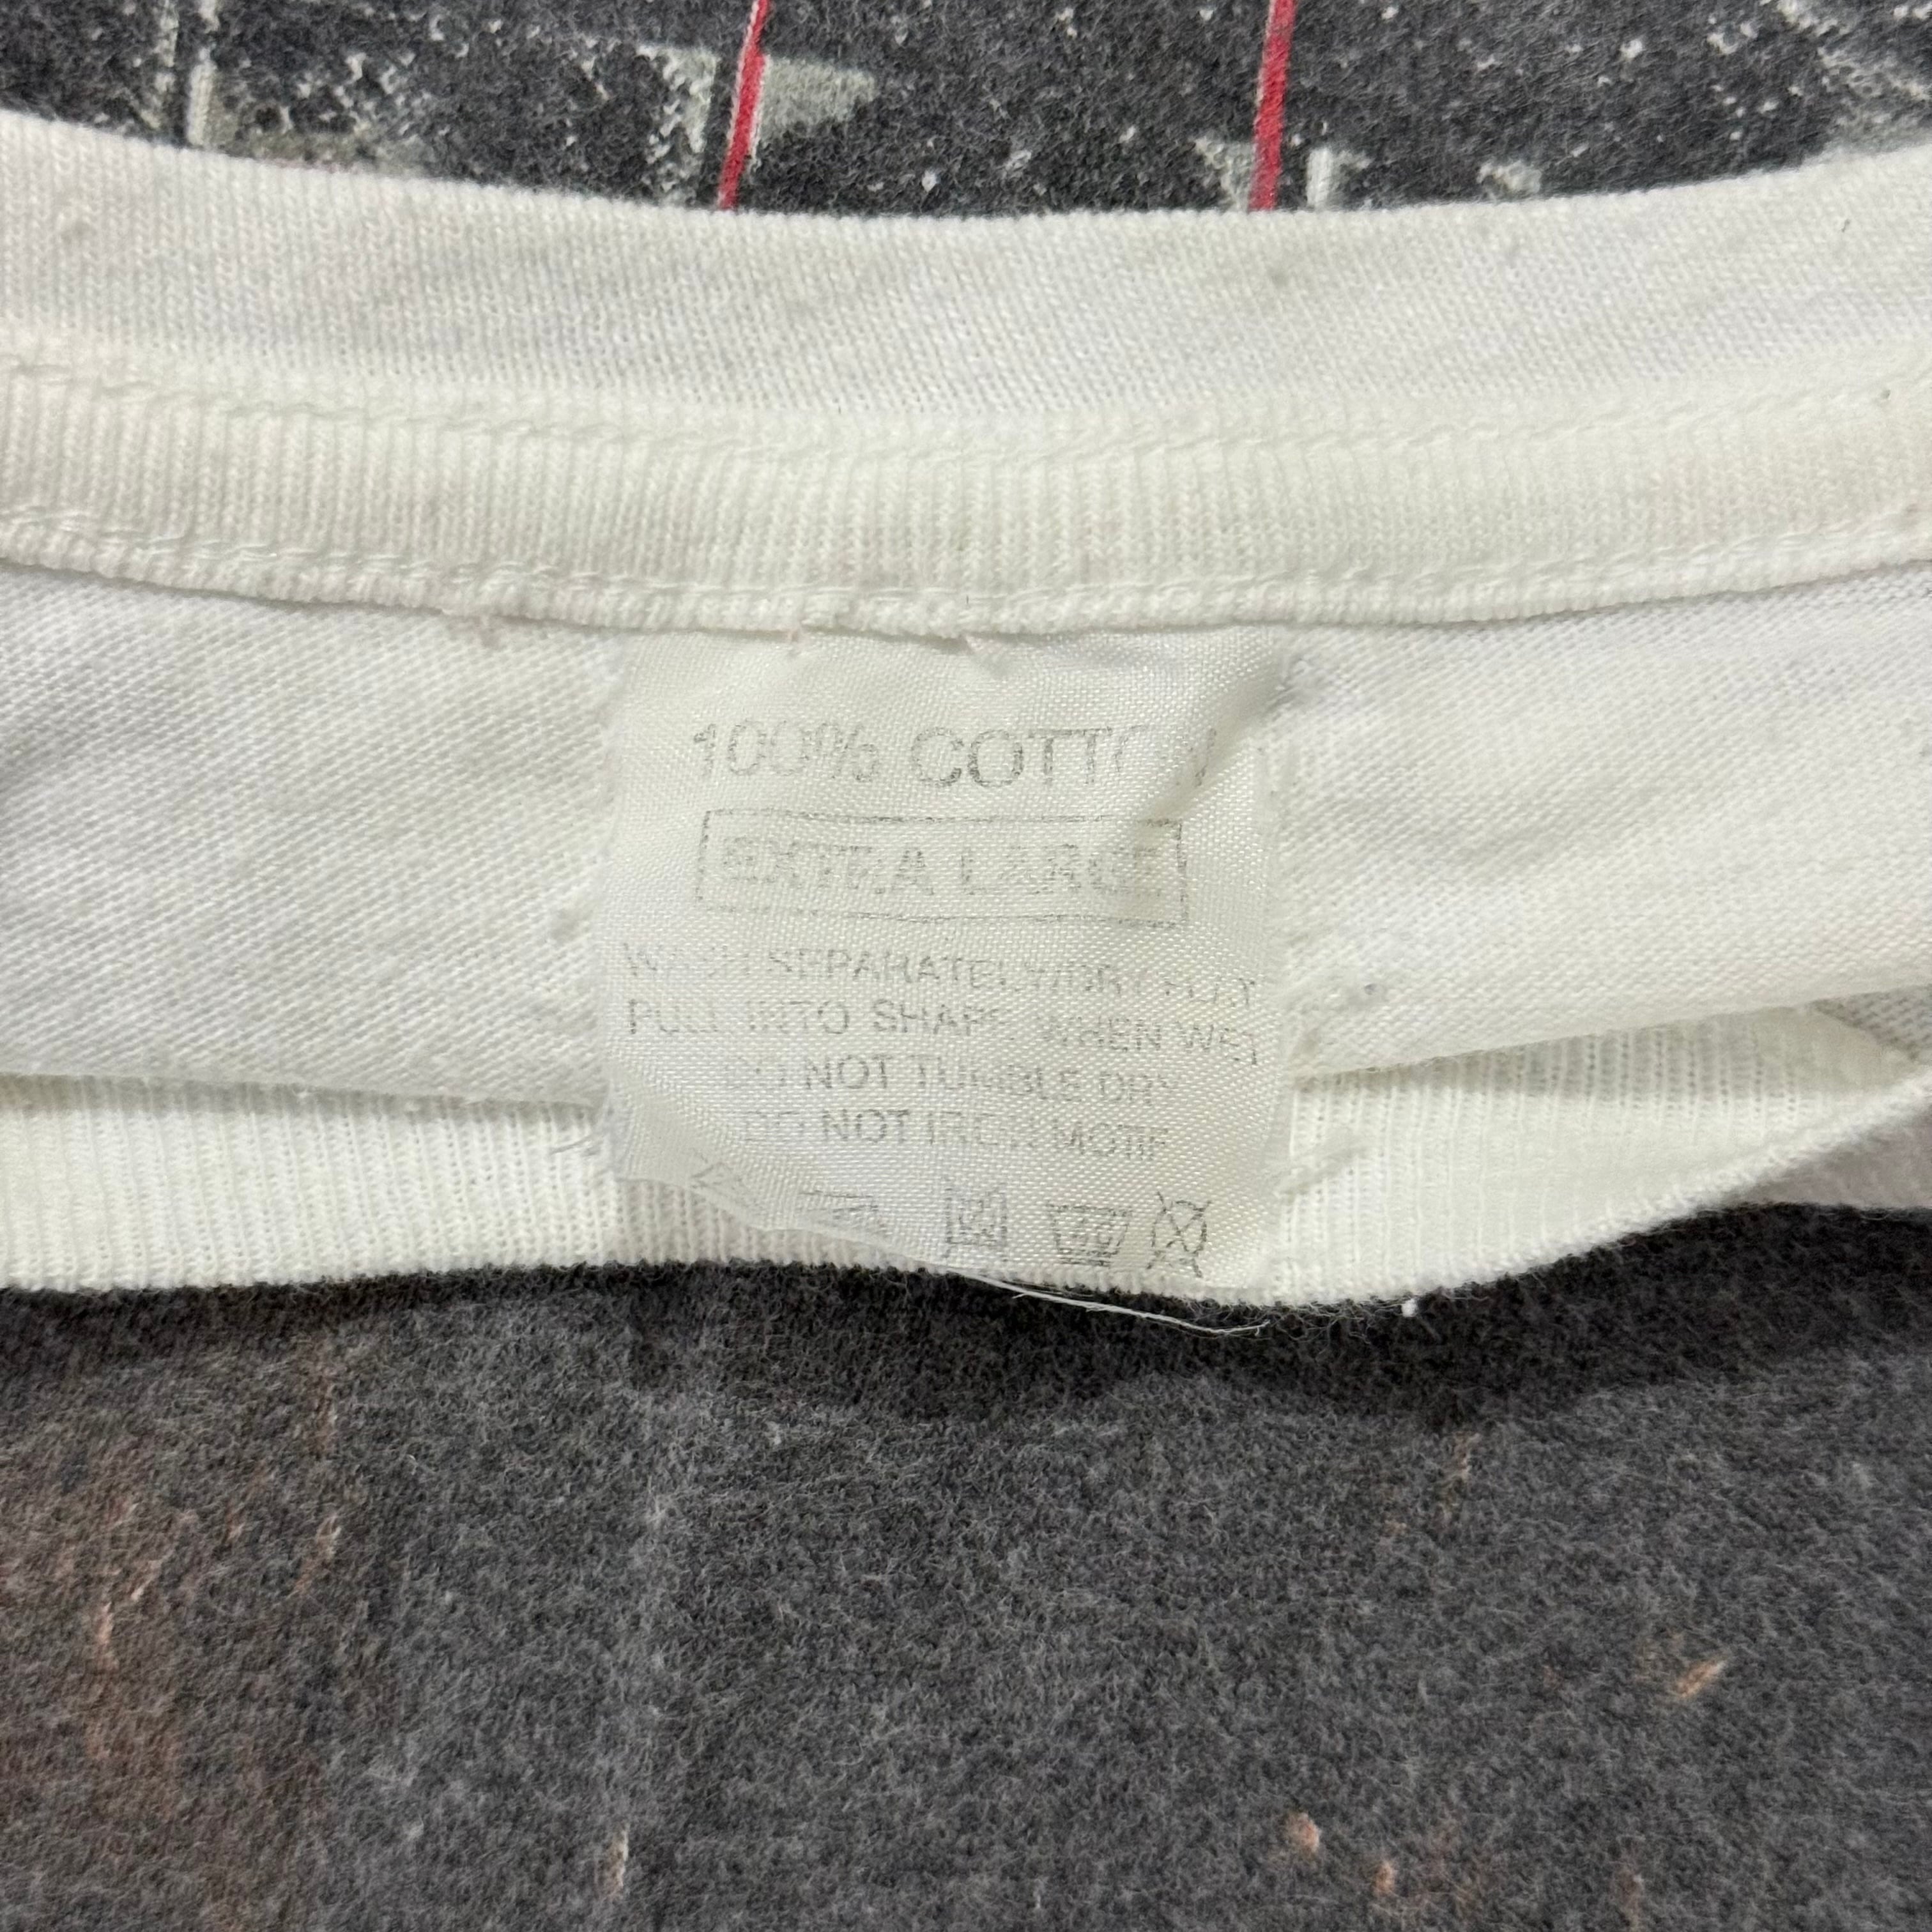 100% COTTON
EXTRA LARGE
WASH SEPARATELY/DRY FLAT
PULL INTO SHAPE WHEN WET
DO NOT TUMBLE DRY
DO NOT IRON MOTIF